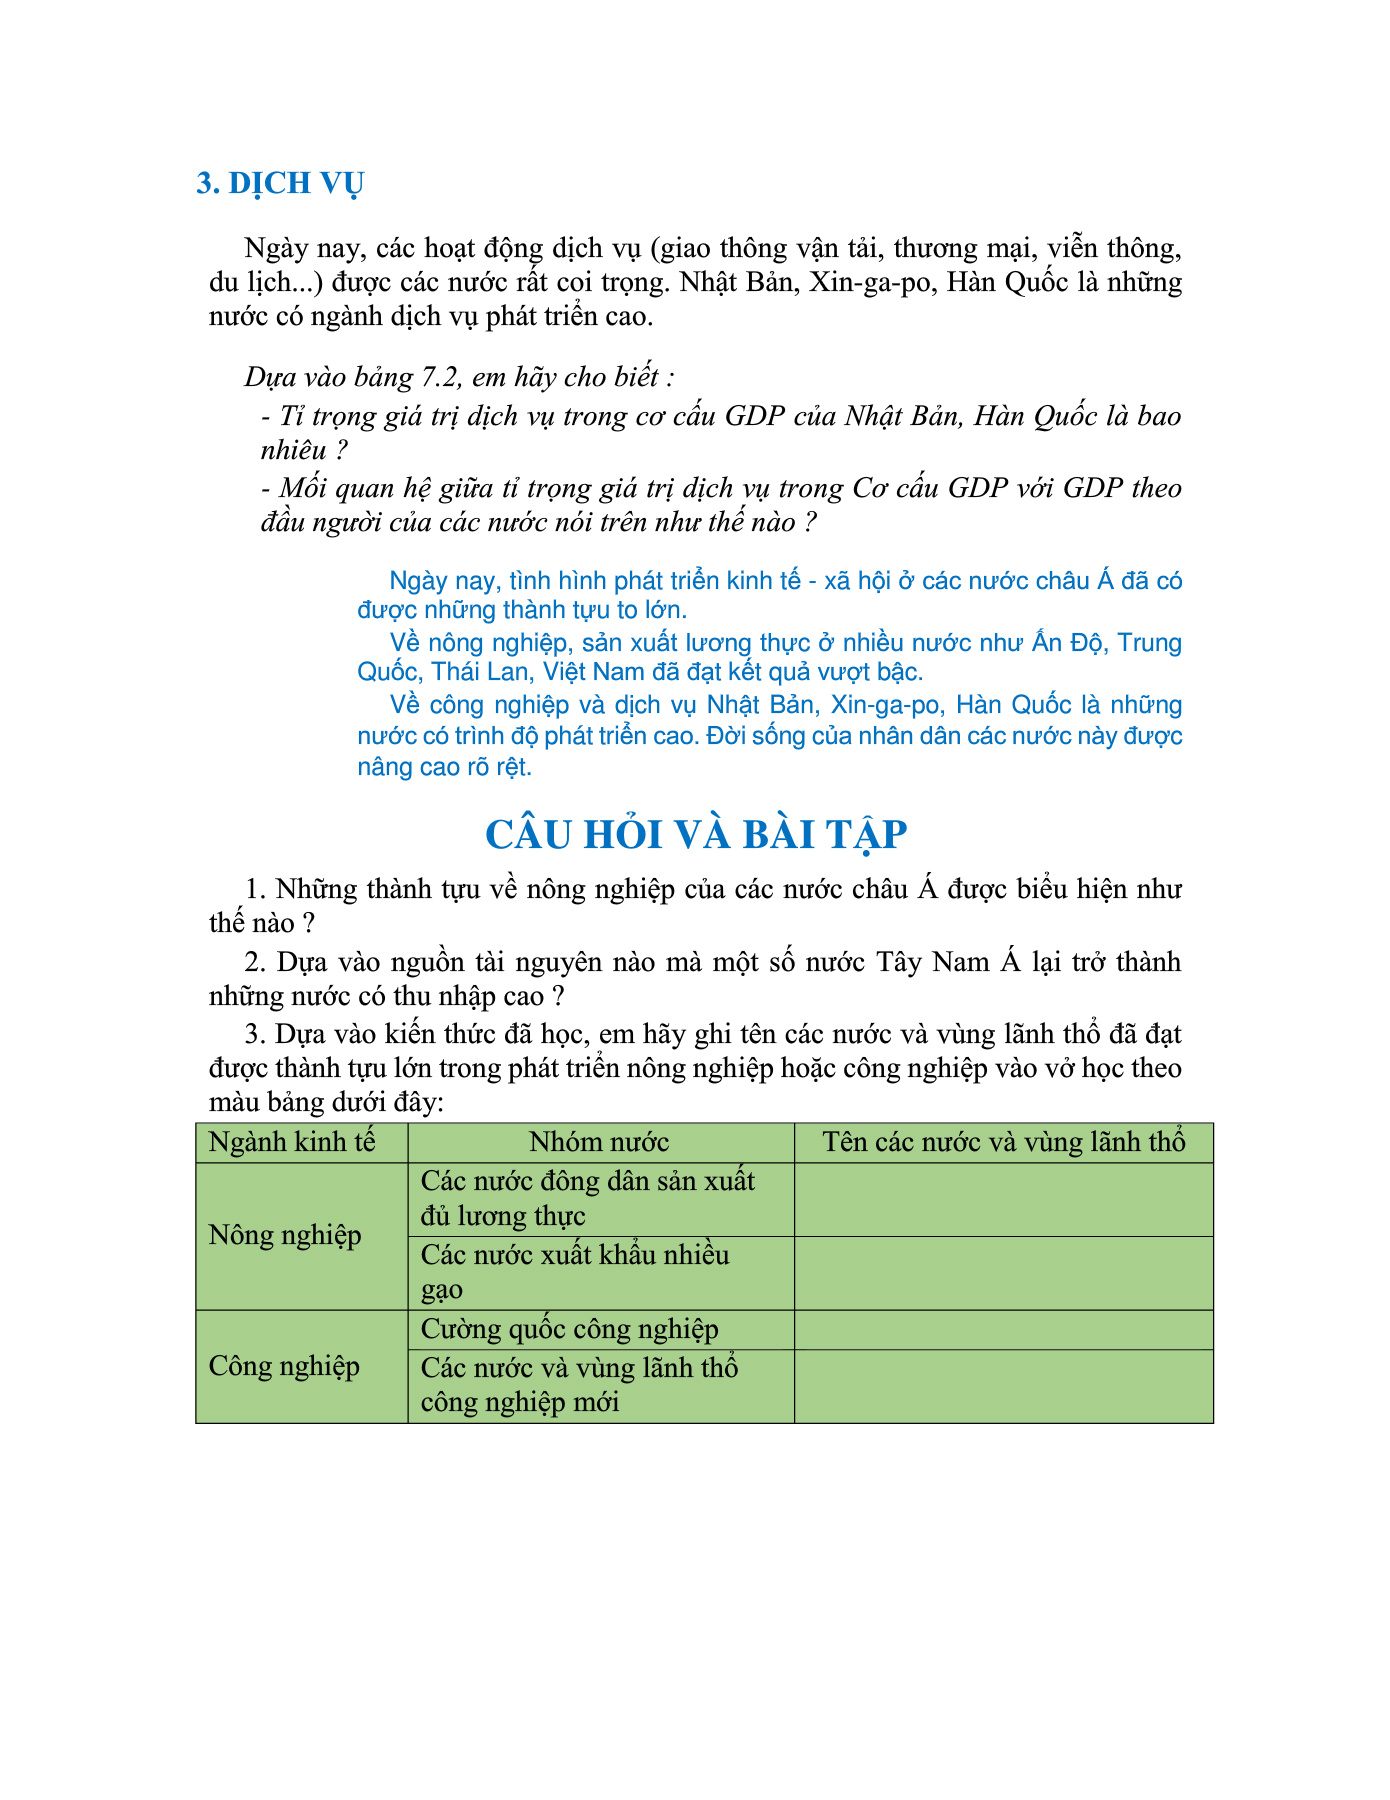 3. DỊCH VỤ
Ngày nay, các hoạt động dịch vụ (giao thông vận tải, thương mại, viễn thông,
du lịch...) được các nước rất coi trọng. Nhật Bản, Xin-ga-po, Hàn Quốc là những
nước có ngành dịch vụ phát triển cao.
Dựa vào bảng 7.2, em hãy cho biết :
- Tỉ trọng giá trị dịch vụ trong cơ cấu GDP của Nhật Bản, Hàn Quốc là bao
nhiêu ?
- Mối quan hệ giữa tỉ trọng giá trị dịch vụ trong Cơ cấu GDP với GDP theo
đầu người của các nước nói trên như thế nào ?
Ngày nay, tình hình phát triển kinh tế - xã hội ở các nước châu Á đã có
được những thành tựu to lớn.
Về nông nghiệp, sản xuất lương thực ở nhiều nước như Ấn Độ, Trung
Quốc, Thái Lan, Việt Nam đã đạt kết quả vượt bậc.
Về công nghiệp và dịch vụ Nhật Bản, Xin-ga-po, Hàn Quốc là những
nước có trình độ phát triển cao. Đời sống của nhân dân các nước này được
nâng cao rõ rệt.
CÂU HỎI VÀ BÀI TẬP
1. Những thành tựu về nông nghiệp của các nước châu Á được biểu hiện như
thế nào ?
2. Dựa vào nguồn tài nguyên nào mà một số nước Tây Nam Á lại trở thành
những nước có thu nhập cao ?
3. Dựa vào kiến thức đã học, em hãy ghi tên các nước và vùng lãnh thổ đã đạt
được thành tựu lớn trong phát triển nông nghiệp hoặc công nghiệp vào vở học theo
màu bảng dưới đây:
Ngành kinh tế Nhóm nước Tên các nước và vùng lãnh thổ
Nông nghiệp
Các nước đông dân sản xuất
đủ lương thực
Các nước xuất khẩu nhiều
gạo
Công nghiệp
Cường quốc công nghiệp
Các nước và vùng lãnh thổ
công nghiệp mới